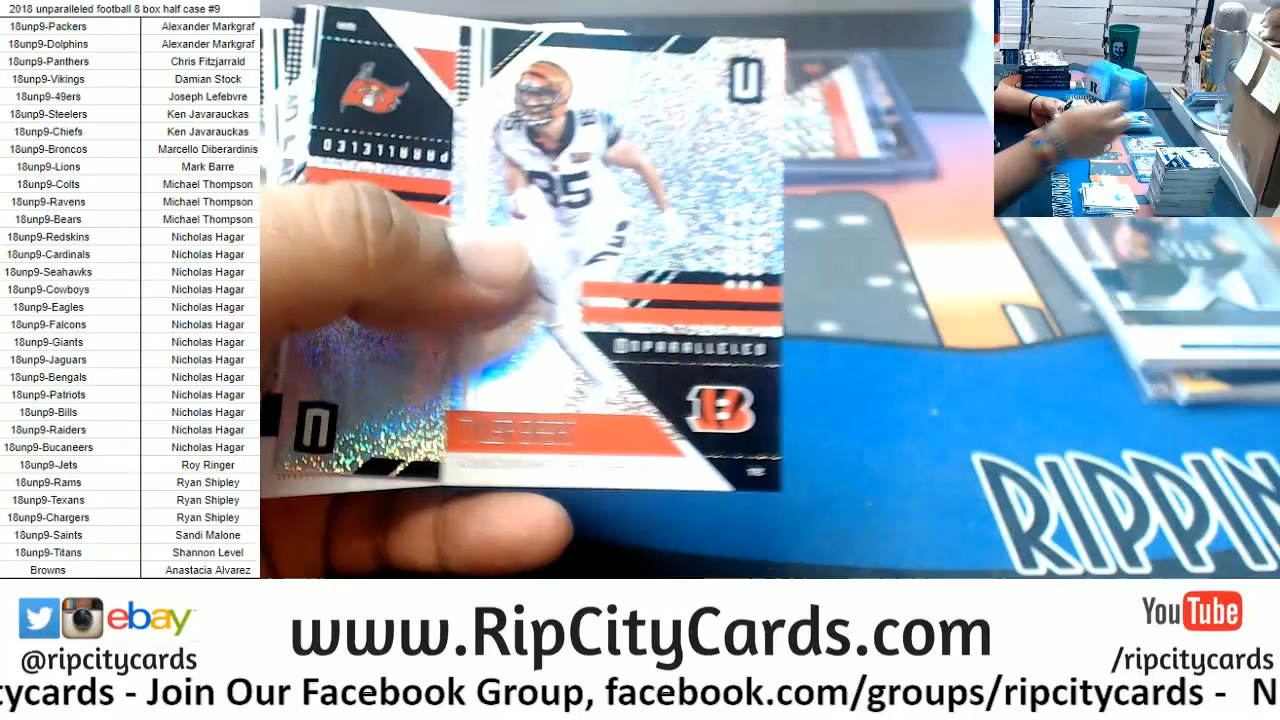 2018 unparalleled football 8 box half case #9
18unp9-Packers Alexander Markgraf
18unp9-Dolphins Alexander Markgraf
18unp9-Panthers Chris Fitzjarrald
18unp9-Vikings Damian Stock
18unp9-49ers Joseph Lefebvre
18unp9-Steelers Ken Javarauckas
18unp9-Chiefs Ken Javarauckas
18unp9-Broncos Marcello Diberardinis
18unp9-Lions Mark Barre
18unp9-Colts Michael Thompson
18unp9-Ravens Michael Thompson
18unp9-Bears Michael Thompson
18unp9-Redskins Nicholas Hagar
18unp9-Cardinals Nicholas Hagar
18unp9-Seahawks Nicholas Hagar
18unp9-Cowboys Nicholas Hagar
18unp9-Eagles Nicholas Hagar
18unp9-Falcons Nicholas Hagar
18unp9-Giants Nicholas Hagar
18unp9-Jaguars Nicholas Hagar
18unp9-Bengals Nicholas Hagar
18unp9-Patriots Nicholas Hagar
18unp9-Bills Nicholas Hagar
18unp9-Raiders Nicholas Hagar
18unp9-Bucaneers Nicholas Hagar
18unp9-Jets Roy Ringer
18unp9-Rams Ryan Shipley
18unp9-Texans Ryan Shipley
18unp9-Chargers Ryan Shipley
18unp9-Saints Sandi Malone
18unp9-Titans Shannon Level
Browns Anastacia Alvarez
PARALLELED
U
85
UNPARALLELED
B
U
RIPPIN
ebay
@ripcitycards
www.RipCityCards.com
YouTube
/ripcitycards
tycards - Join Our Facebook Group, facebook.com/groups/ripcitycards - N